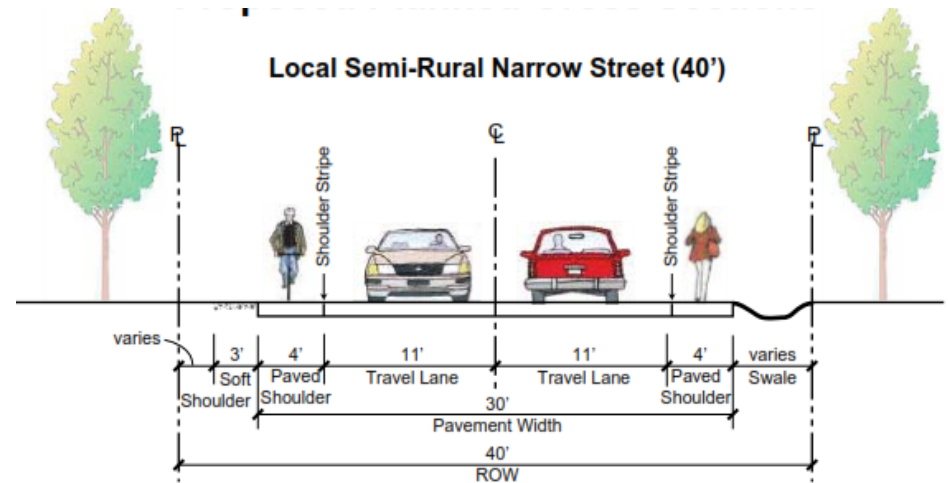 Local Semi-Rural Narrow Street (40')
PL
CL
PL
Shoulder Stripe
Shoulder Stripe
varies
3'
4'
11'
11'
4'
varies
Soft
Shoulder
Paved
Shoulder
Travel Lane
Travel Lane
Paved
Shoulder
Swale
30'
Pavement Width
40'
ROW